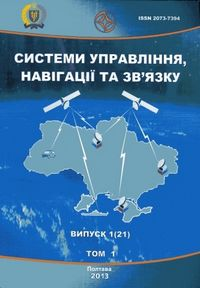 ISSN 2073-7394
СИСТЕМИ УПРАВЛІННЯ,
НАВІГАЦІЇ ТА ЗВ'ЯЗКУ
ВИПУСК 1(21)
ТОМ 1
Полтава
2013